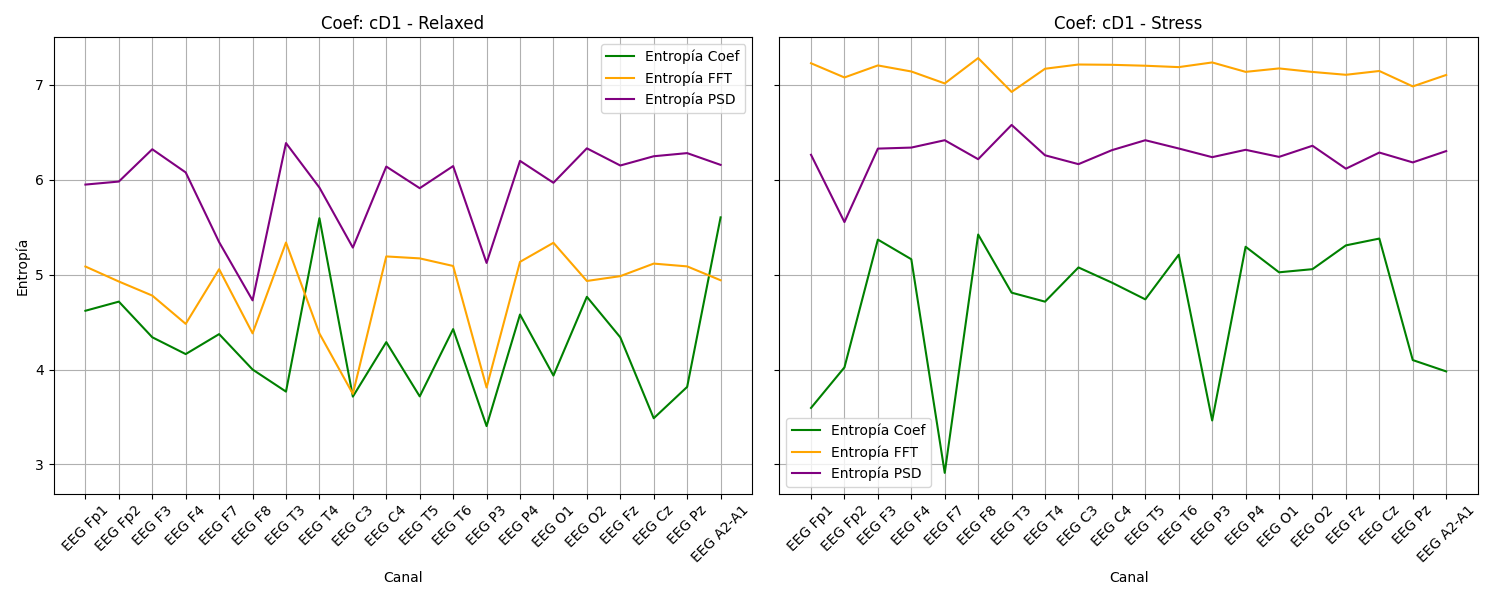 Coef: cD1 - Relaxed
Entropía
7
6
5
4
3
Entropía Coef
Entropía FFT
Entropía PSD
EEG Fp1
EEG Fp2
EEG F3
EEG F4
EEG F7
EEG F8
EEG T3
EEG T4
EEG C3
EEG C4
EEG T5
EEG T6
EEG P3
EEG P4
EEG O1
EEG O2
EEG Fz
EEG Cz
EEG Pz
EEG A2-A1
Canal
Coef: cD1 - Stress
Entropía Coef
Entropía FFT
Entropía PSD
EEG Fp1
EEG Fp2
EEG F3
EEG F4
EEG F7
EEG F8
EEG T3
EEG T4
EEG C3
EEG C4
EEG T5
EEG T6
EEG P3
EEG P4
EEG O1
EEG O2
EEG Fz
EEG Cz
EEG Pz
EEG A2-A1
Canal